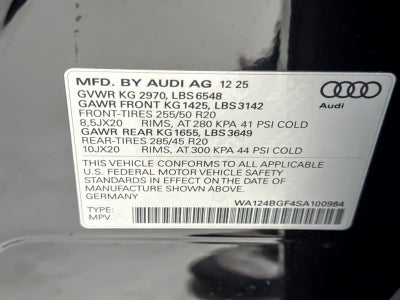 MFD. BY AUDI AG 12 25
GVWR KG 2970, LBS 6548
GAWR FRONT KG 1425, LBS 3142
FRONT-TIRES 255/50 R20
8,5JX20 RIMS, AT 280 KPA 41 PSI COLD
GAWR REAR KG 1655, LBS 3649
REAR-TIRES 285/45 R20
10JX20 RIMS, AT 300 KPA 44 PSI COLD
THIS VEHICLE CONFORMS TO ALL APPLICABLE
U.S. FEDERAL MOTOR VEHICLE SAFETY
STANDARDS IN EFFECT ON THE DATE OF
MANUFACTURE SHOWN ABOVE.
GERMANY
TYPE:
MPV
WA124BGF4SA100984
Audi